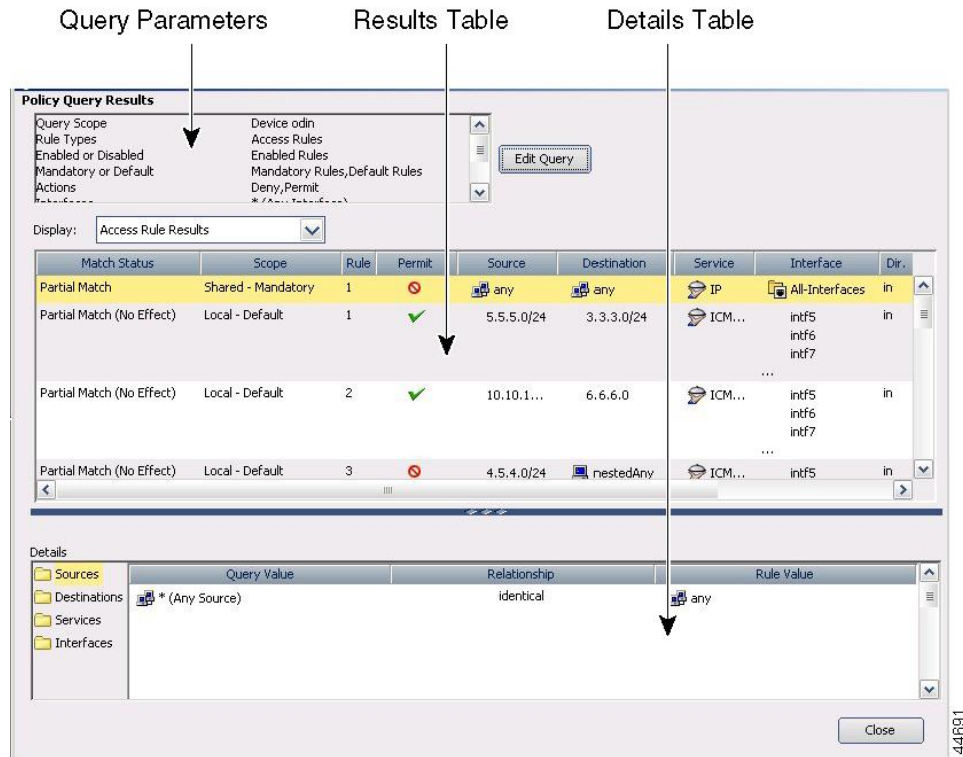 Query Parameters Results Table Details Table
Policy Query Results
Query Scope Device odin
Rule Types Access Rules
Enabled or Disabled Enabled Rules
Mandatory or Default Mandatory Rules,Default Rules
Actions Deny,Permit
Interfaces * (Any Interface)
Edit Query
Display: Access Rule Results
Match Status Scope Rule Permit Source Destination Service Interface Dir.
Partial Match Shared - Mandatory 1 any any IP All-Interfaces in
Partial Match (No Effect) Local - Default 1 5.5.5.0/24 3.3.3.0/24 ICM... intf5 in
intf6
intf7
...
Partial Match (No Effect) Local - Default 2 10.10.1... 6.6.6.0 ICM... intf5 in
intf6
intf7
...
Partial Match (No Effect) Local - Default 3 4.5.4.0/24 nestedAny ICM... intf5 in
Details
Sources Query Value Relationship Rule Value
Destinations * (Any Source) identical any
Services
Interfaces
Close
44691